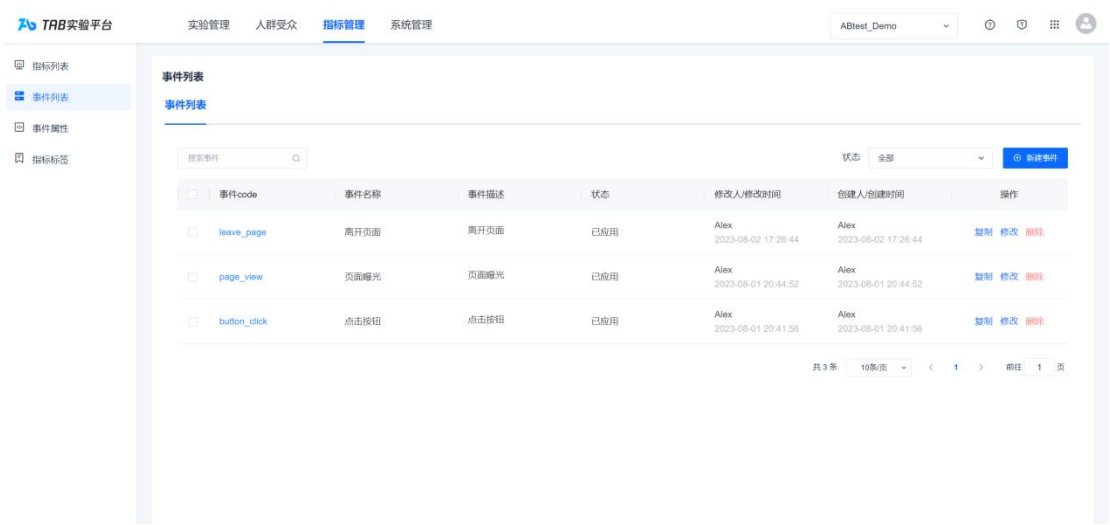 TAB实验平台 实验管理 人群受众 指标管理 系统管理 ABtest_Demo
指标列表
事件列表
事件属性
指标标签
事件列表
事件列表
搜索事件 状态 全部 新建事件
事件code 事件名称 事件描述 状态 修改人/修改时间 创建人/创建时间 操作
leave_page 离开页面 离开页面 已应用 Alex 2023-08-02 17:26:44 Alex 2023-08-02 17:26:44 复制 修改 删除
page_view 页面曝光 页面曝光 已应用 Alex 2023-08-01 20:44:52 Alex 2023-08-01 20:44:52 复制 修改 删除
button_click 点击按钮 点击按钮 已应用 Alex 2023-08-01 20:41:56 Alex 2023-08-01 20:41:56 复制 修改 删除
共 3 条 10条/页 < 1 > 前往 1 页